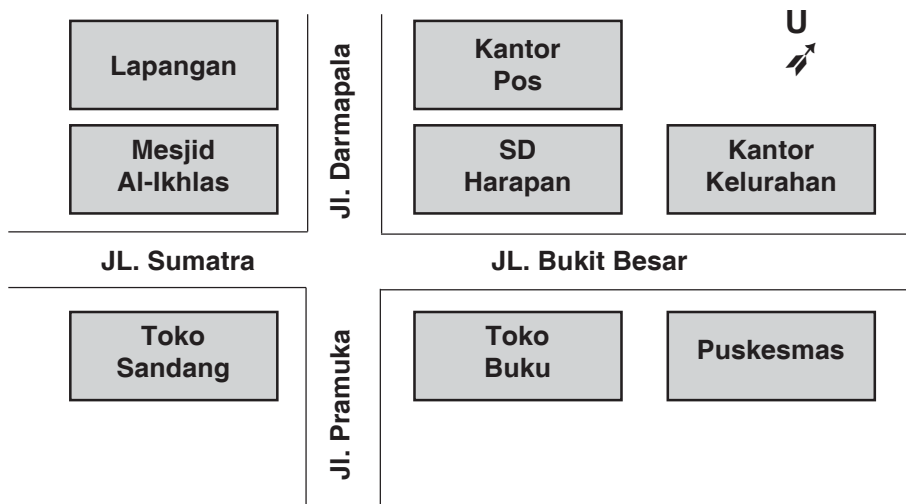 U
Lapangan
Jl. Darmapala
Kantor
Pos
Mesjid
Al-Ikhlas
SD
Harapan
Kantor
Kelurahan
JL. Sumatra
JL. Bukit Besar
Toko
Sandang
Jl. Pramuka
Toko
Buku
Puskesmas